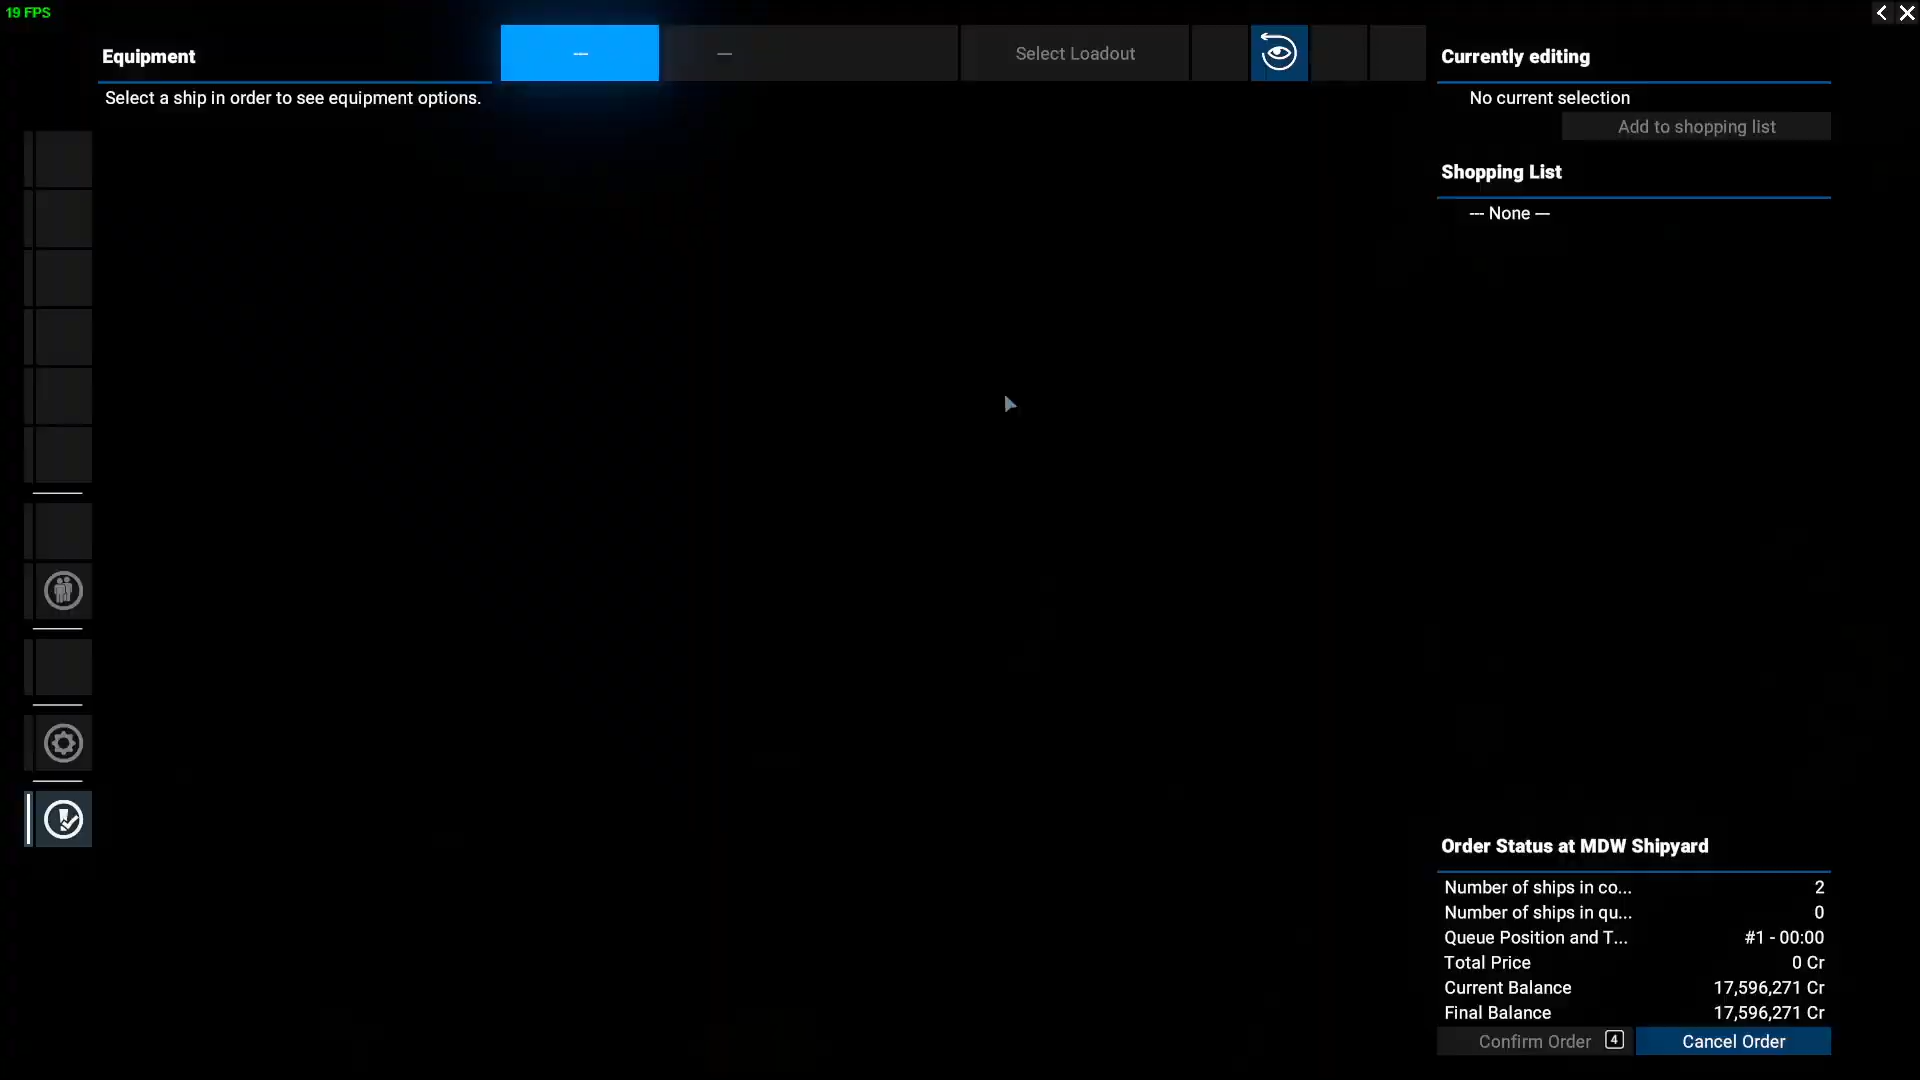 19 FPS
Equipment
Select a ship in order to see equipment options.
---
---
Select Loadout
Currently editing
No current selection
Add to shopping list
Shopping List
--- None ---
Order Status at MDW Shipyard
Number of ships in co... 2
Number of ships in qu... 0
Queue Position and T... #1 - 00:00
Total Price 0 Cr
Current Balance 17,596,271 Cr
Final Balance 17,596,271 Cr
Confirm Order 4
Cancel Order